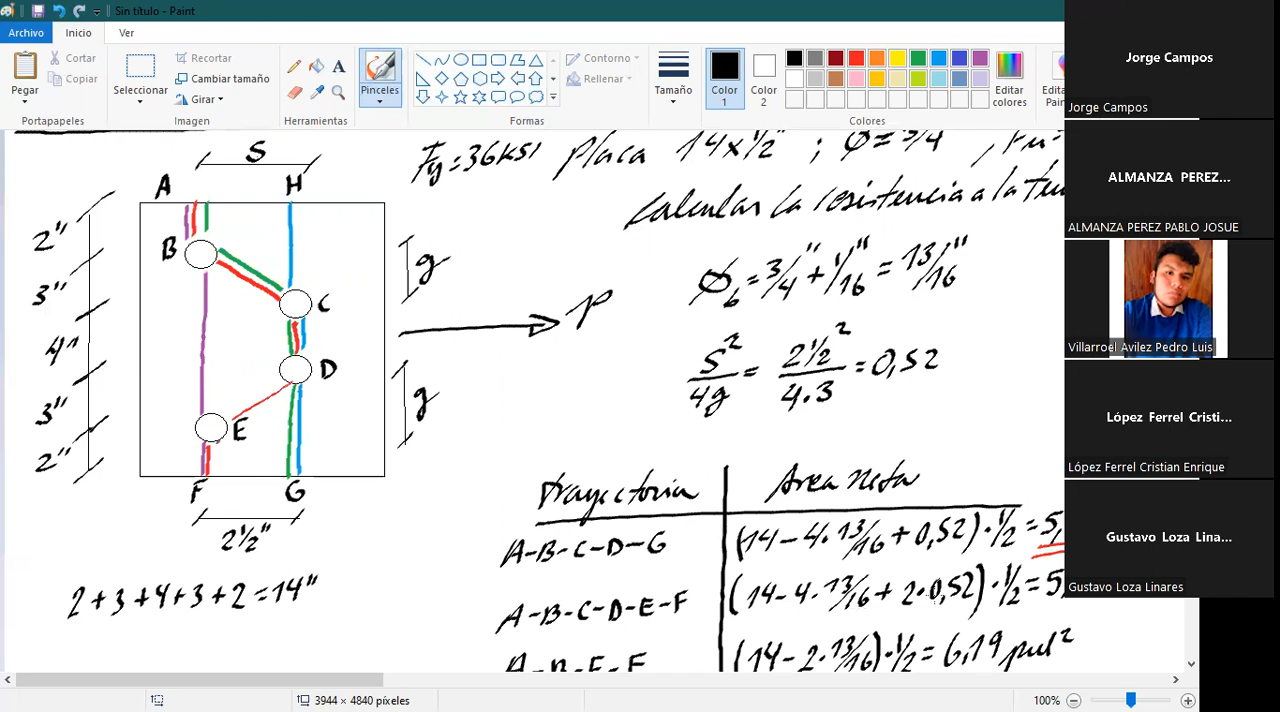 Sin título - Paint
Archivo
Inicio
Ver
Pegar
Cortar
Copiar
Portapapeles
Seleccionar
Recortar
Cambiar tamaño
Girar
Imagen
A
Herramientas
Pinceles
Formas
Contorno
Rellenar
Tamaño
Color 1
Color 2
Editar colores
Colores
Jorge Campos
Jorge Campos
ALMANZA PEREZ...
ALMANZA PEREZ PABLO JOSUE
Villarroel Avilez Pedro Luis
López Ferrel Cristi...
López Ferrel Cristian Enrique
Gustavo Loza Lina...
Gustavo Loza Linares
Fy=36KSI Placa 14x1/2" ; Ø=3/4
Calcular la resistencia a la
S
A
H
2"
B
3"
C
4"
D
3"
E
2"
F
G
g
g
P
2 1/2"
2+3+4+3+2=14"
= 3/4" + 1/16" = 13/16"
S²/4g = 2 1/2²/4.3 = 0,52
Trayectoria
Area Neta
A-B-C-D-G
(14-4.13/16+0,52).1/2=5,
A-B-C-D-E-F
(14-4.13/16+2.0,52).1/2=5,
A-B-E-F
(14-2.13/16).1/2=6,19 pul²
3944 × 4840 píxeles
100%